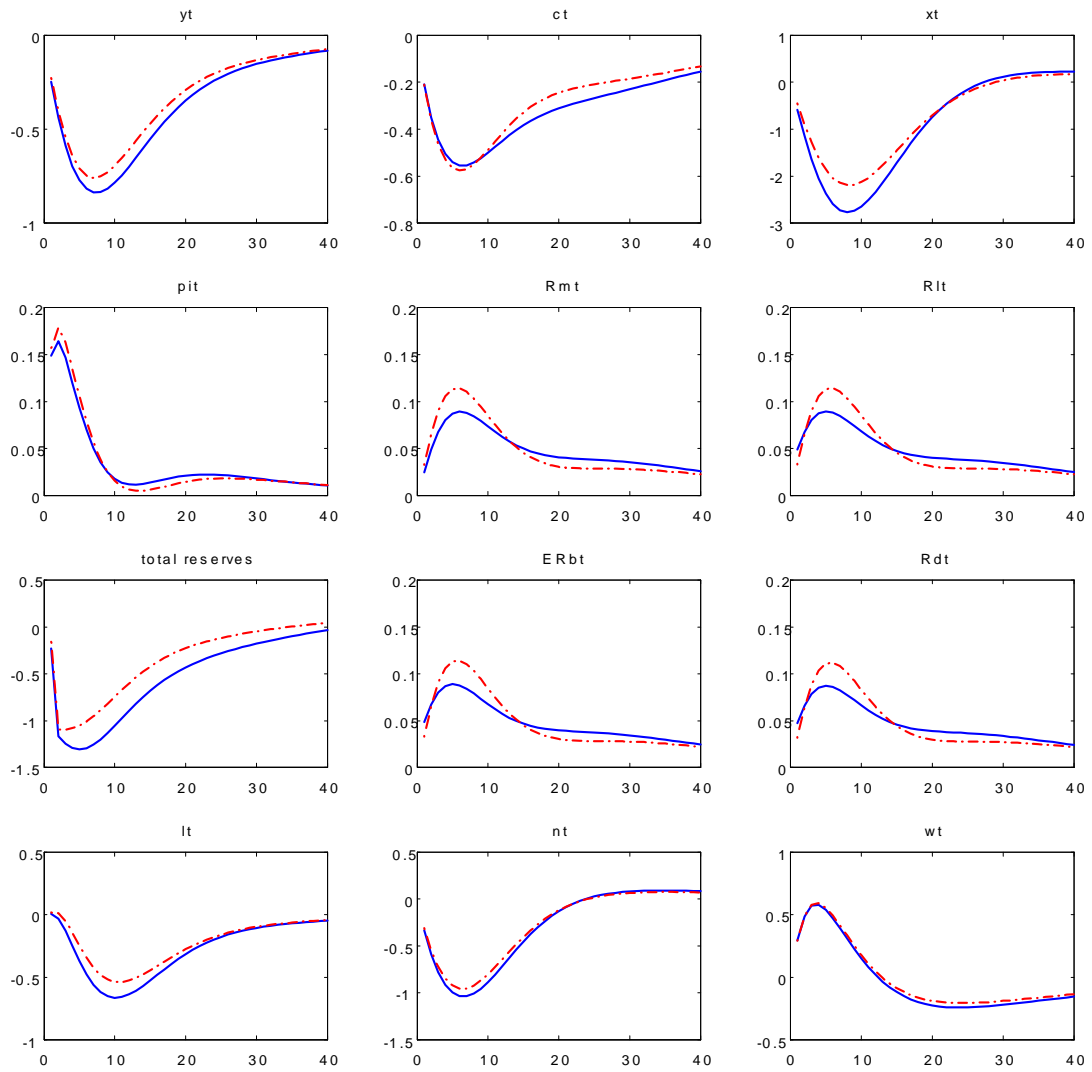 yt ct xt
0 0 1
-0.2 0
-0.5 -0.4 -1
-0.6 -2
-1 -0.8 -3
0 10 20 30 40 0 10 20 30 40 0 10 20 30 40
pit Rmt Rlt
0.2 0.2 0.2
0.15 0.15 0.15
0.1 0.1 0.1
0.05 0.05 0.05
0 0 0
0 10 20 30 40 0 10 20 30 40 0 10 20 30 40
total reserves ERbt Rdt
0.5 0.2 0.2
0 0.15 0.15
-0.5 0.1 0.1
-1 0.05 0.05
-1.5 0 0
0 10 20 30 40 0 10 20 30 40 0 10 20 30 40
lt nt wt
0.5 0.5 1
0 0 0.5
-0.5 -0.5 0
-1
-1 -1.5 -0.5
0 10 20 30 40 0 10 20 30 40 0 10 20 30 40